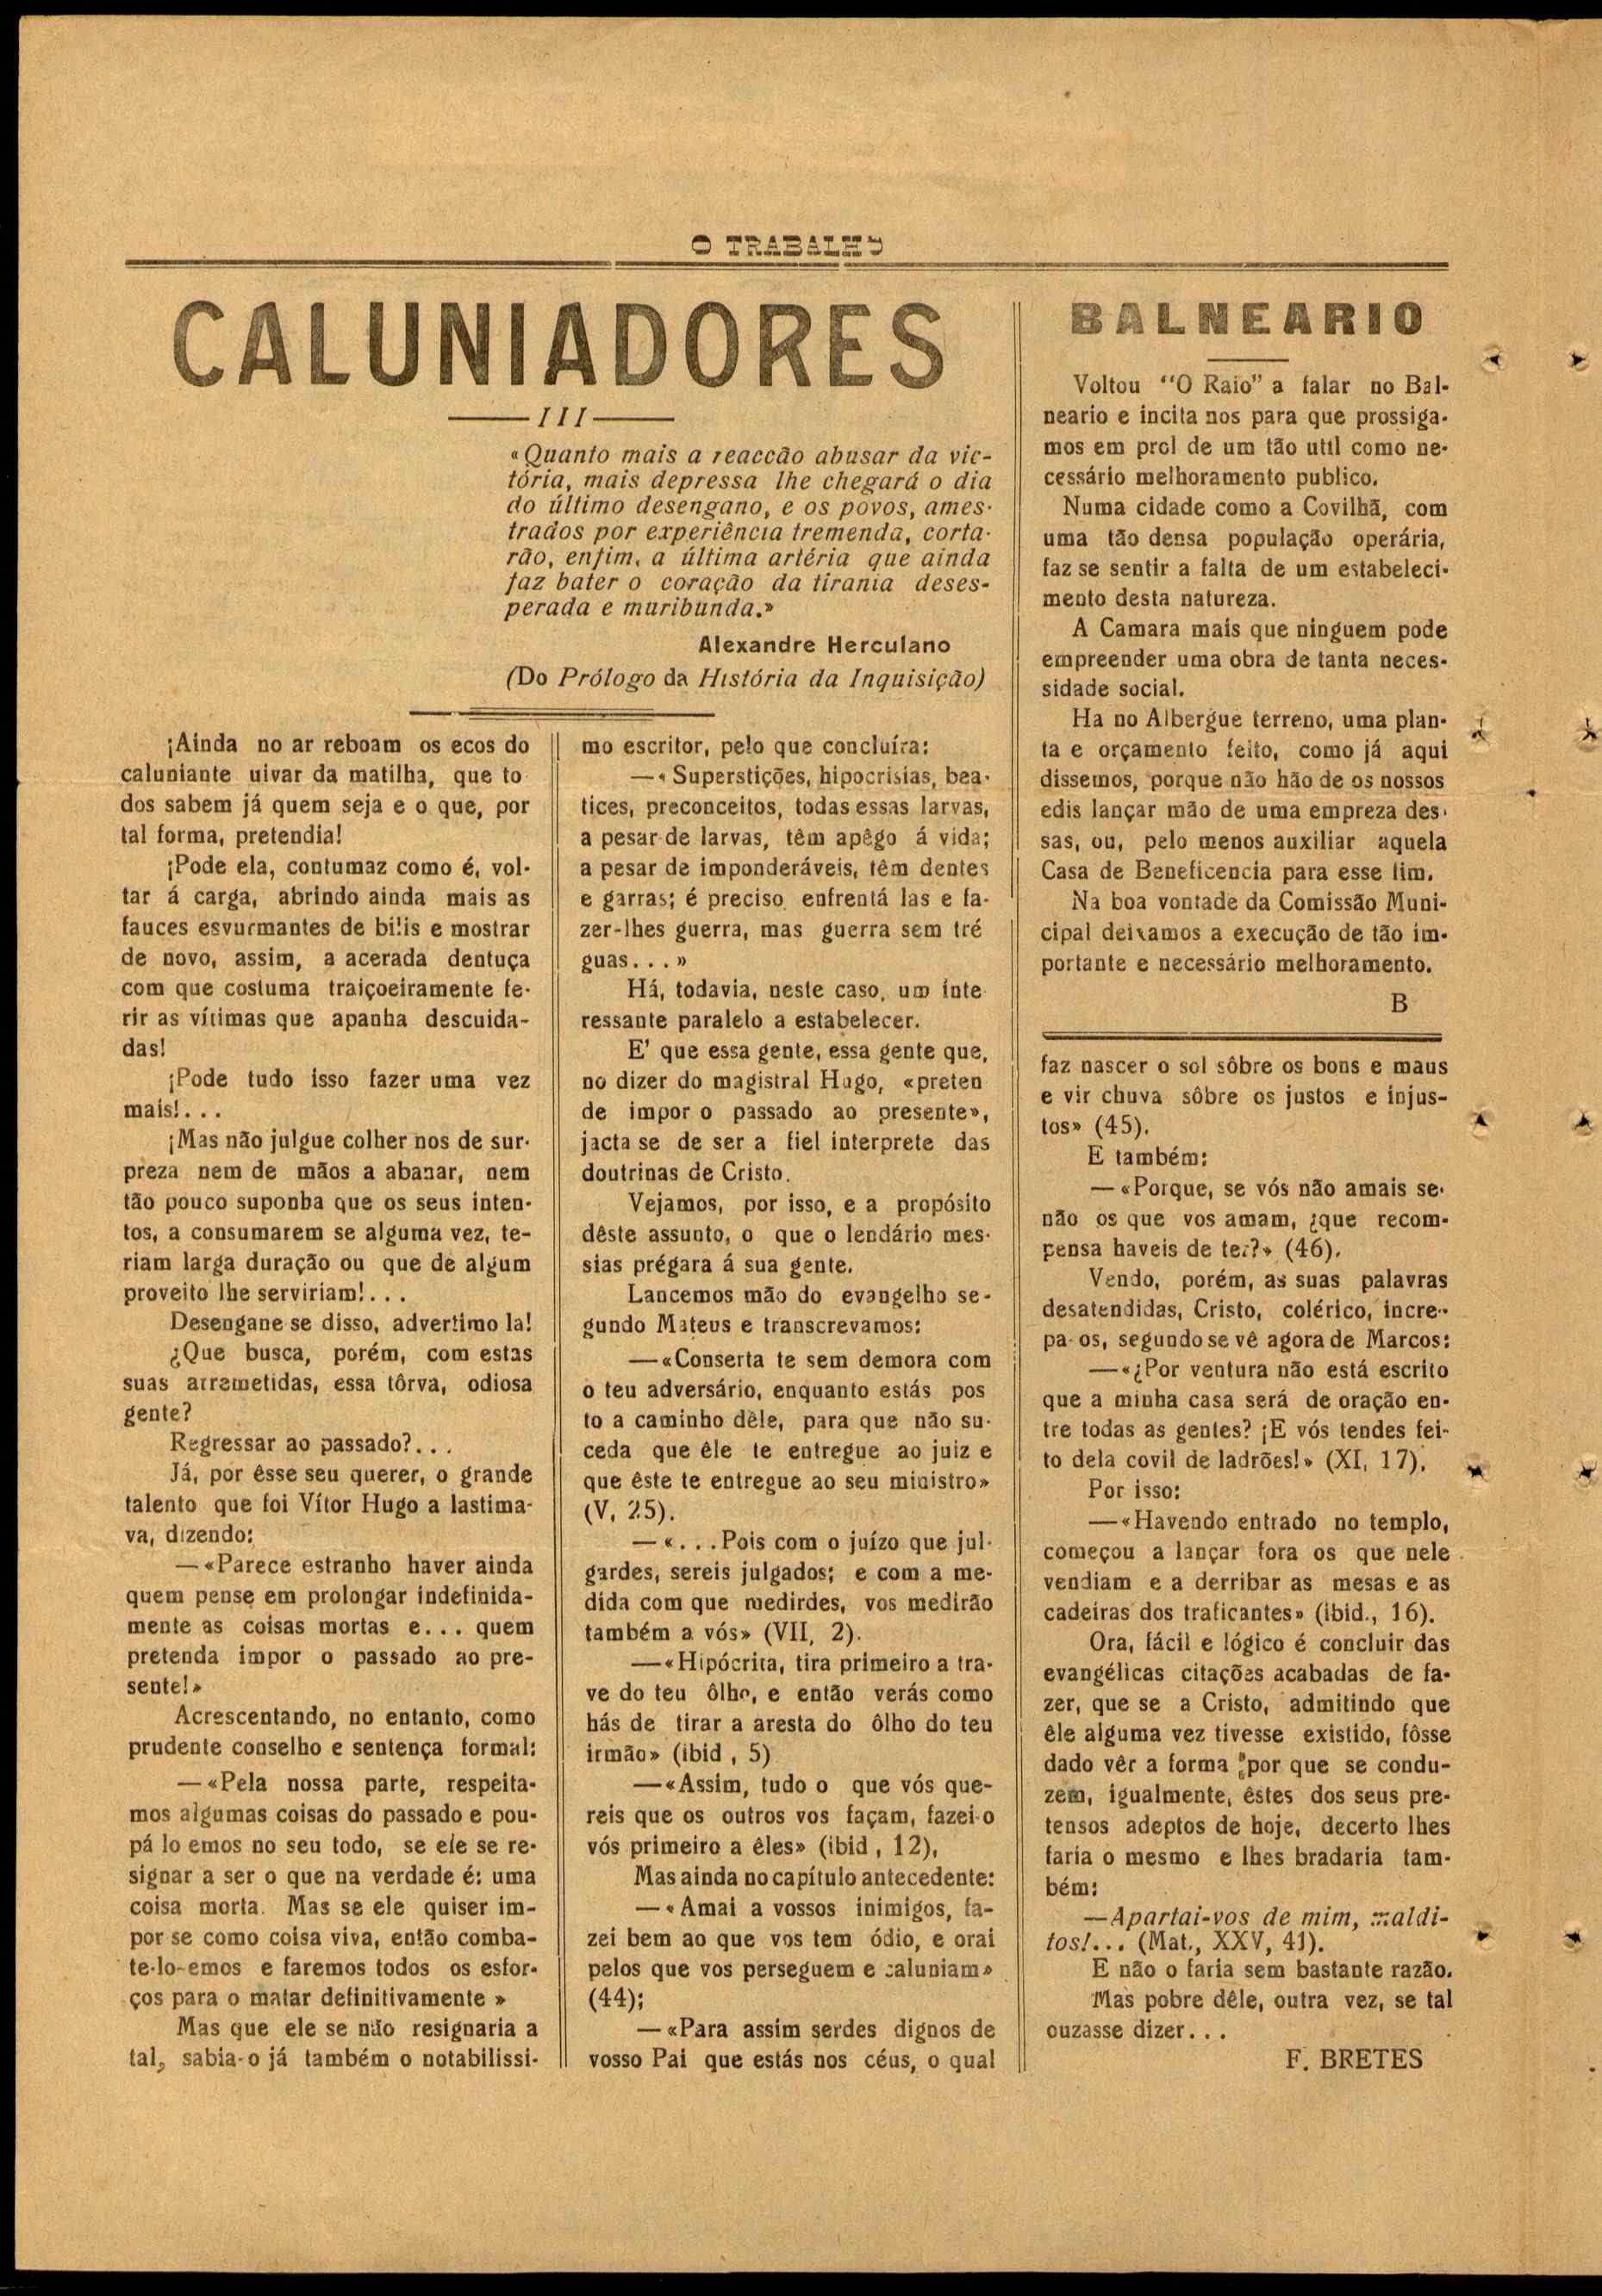 O TRABALHO
CALUNIADORES
III
«Quanto mais a reaccão abusar da vic-
tória, mais depressa lhe chegará o dia
do último desengano, e os povos, ames-
trados por experiência tremenda, corta-
rão, enfim, a última artéria que ainda
faz bater o coração da tirania deses-
perada e muribunda.»
Alexandre Herculano
(Do Prólogo da História da Inquisição)
¡Ainda no ar reboam os ecos do
caluniante uivar da matilha, que to
dos sabem já quem seja e o que, por
tal forma, pretendia!
¡Pode ela, contumaz como é, vol-
tar á carga, abrindo ainda mais as
fauces esvurmantes de bilis e mostrar
de novo, assim, a acerada dentuça
com que costuma traiçoeiramente fe-
rir as vítimas que apanha descuida-
das!
¡Pode tudo isso fazer uma vez
mais!...
¡Mas não julgue colher nos de sur-
preza nem de mãos a abanar, nem
tão pouco suponha que os seus inten-
tos, a consumarem se alguma vez, te-
riam larga duração ou que de algum
proveito lhe serviriam!...
Desengane se disso, advertimo la!
¿Que busca, porém, com estas
suas arremetidas, essa tôrva, odiosa
gente?
Regressar ao passado?...
Já, por êsse seu querer, o grande
talento que foi Vítor Hugo a lastima-
va, dizendo:
—«Parece estranho haver ainda
quem pense em prolongar indefinida-
mente as coisas mortas e... quem
pretenda impor o passado ao pre-
sente!»
Acrescentando, no entanto, como
prudente conselho e sentença formal:
—«Pela nossa parte, respeita-
mos algumas coisas do passado e pou-
pá lo emos no seu todo, se ele se re-
signar a ser o que na verdade é: uma
coisa morta. Mas se ele quiser im-
por se como coisa viva, então comba-
te-lo-emos e faremos todos os esfor-
ços para o matar definitivamente »
Mas que ele se não resignaria a
tal, sabia-o já também o notabilissi-
mo escritor, pelo que concluíra:
—«Superstições, hipocrisias, bea-
tices, preconceitos, todas essas larvas,
a pesar de larvas, têm apêgo á vida;
a pesar de imponderáveis, têm dentes
e garras; é preciso enfrentá las e fa-
zer-lhes guerra, mas guerra sem tré
guas...»
Há, todavia, neste caso, um inte
ressante paralelo a estabelecer.
E' que essa gente, essa gente que,
no dizer do magistral Hugo, «preten
de impor o passado ao presente»,
jacta se de ser a fiel interprete das
doutrinas de Cristo.
Vejamos, por isso, e a propósito
dêste assunto, o que o lendário mes-
sias prégara á sua gente.
Lancemos mão do evangelho se-
gundo Mateus e transcrevamos:
—«Conserta te sem demora com
o teu adversário, enquanto estás pos
to a caminho dêle, para que não su-
ceda que êle te entregue ao juiz e
que êste te entregue ao seu ministro»
(V, 25).
—«...Pois com o juízo que jul-
gardes, sereis julgados; e com a me-
dida com que medirdes, vos medirão
também a vós» (VII, 2).
—«Hipócrita, tira primeiro a tra-
ve do teu ôlho, e então verás como
hás de tirar a aresta do ôlho do teu
irmão» (ibid , 5)
—«Assim, tudo o que vós que-
reis que os outros vos façam, fazei-o
vós primeiro a êles» (ibid , 12),
Mas ainda no capítulo antecedente:
—«Amai a vossos inimigos, fa-
zei bem ao que vos tem ódio, e orai
pelos que vos perseguem e caluniam»
(44);
—«Para assim serdes dignos de
vosso Pai que estás nos céus, o qual
faz nascer o sol sôbre os bons e maus
e vir chuva sôbre os justos e injus-
tos» (45).
E também:
—«Porque, se vós não amais se-
não os que vos amam, ¿que recom-
pensa haveis de ter?» (46).
Vendo, porém, as suas palavras
desatendidas, Cristo, colérico, incre-
pa-os, segundo se vê agora de Marcos:
—«¿Por ventura não está escrito
que a minha casa será de oração en-
tre todas as gentes? ¡E vós tendes fei-
to dela covil de ladrões!» (XI, 17).
Por isso:
—«Havendo entrado no templo,
começou a lançar fora os que nele
vendiam e a derribar as mesas e as
cadeiras dos traficantes» (ibid., 16).
Ora, fácil e lógico é concluir das
evangélicas citações acabadas de fa-
zer, que se a Cristo, admitindo que
êle alguma vez tivesse existido, fôsse
dado vêr a forma por que se condu-
zem, igualmente, êstes dos seus pre-
tensos adeptos de hoje, decerto lhes
faria o mesmo e lhes bradaria tam-
bém:
—Apartai-vos de mim, maldi-
tos!... (Mat., XXV, 41).
E não o faria sem bastante razão.
Mas pobre dêle, outra vez, se tal
ouzasse dizer...
F. BRETES
BALNEARIO
Voltou "O Raio" a falar no Bal-
neario e incita nos para que prossiga-
mos em prol de um tão util como ne-
cessário melhoramento publico.
Numa cidade como a Covilhã, com
uma tão densa população operária,
faz se sentir a falta de um estabeleci-
mento desta natureza.
A Camara mais que ninguem pode
empreender uma obra de tanta neces-
sidade social.
Ha no Albergue terreno, uma plan-
ta e orçamento feito, como já aqui
dissemos, porque não hão de os nossos
edis lançar mão de uma empreza des-
sas, ou, pelo menos auxiliar aquela
Casa de Beneficencia para esse fim.
Na boa vontade da Comissão Muni-
cipal deixamos a execução de tão im-
portante e necessário melhoramento.
B